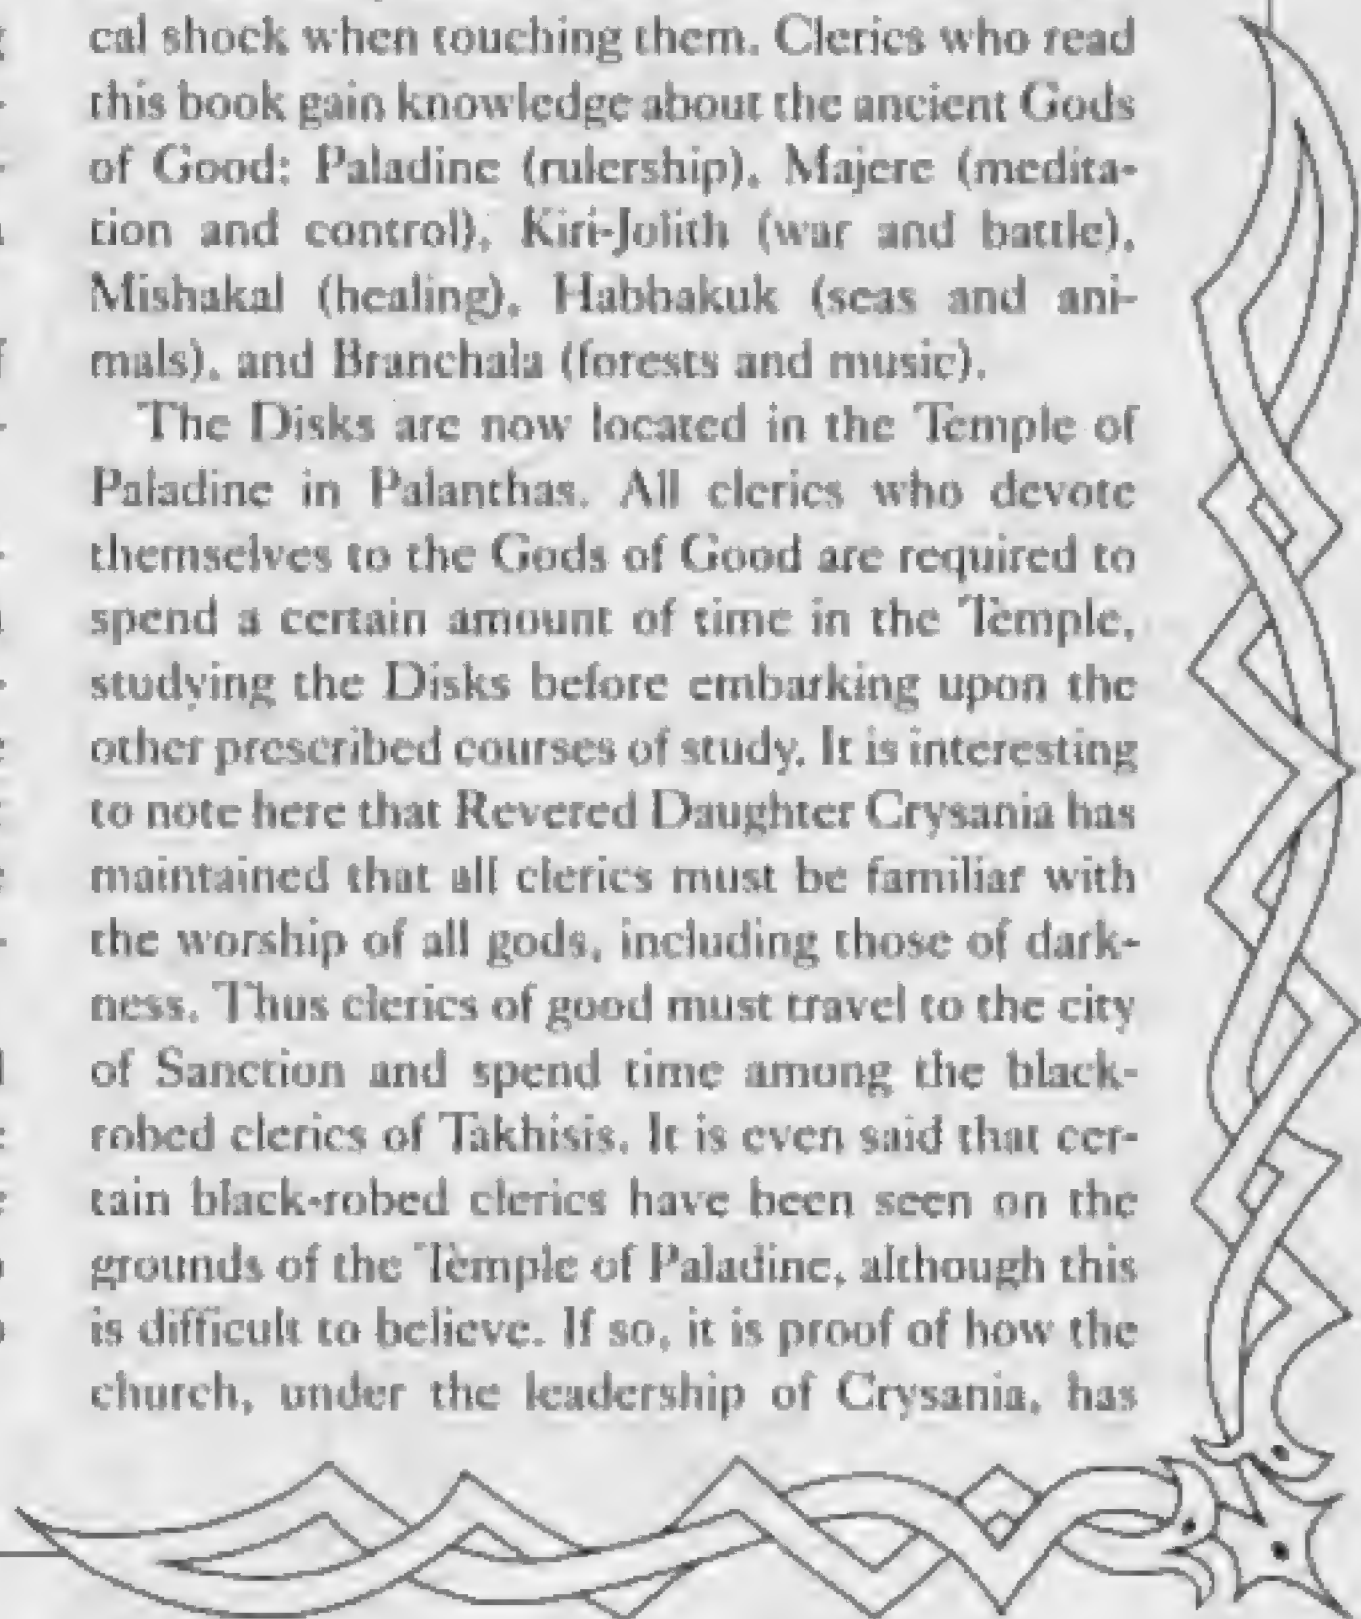 cal shock when touching them. Clerics who read
this book gain knowledge about the ancient Gods
of Good: Paladine (rulership), Majere (medita-
tion and control), Kiri-Jolith (war and battle),
Mishakal (healing), Habbakuk (seas and ani-
mals), and Branchala (forests and music).
The Disks are now located in the Temple of
Paladine in Palanthas. All clerics who devote
themselves to the Gods of Good are required to
spend a certain amount of time in the Temple,
studying the Disks before embarking upon the
other prescribed courses of study. It is interesting
to note here that Revered Daughter Crysania has
maintained that all clerics must be familiar with
the worship of all gods, including those of dark-
ness. Thus clerics of good must travel to the city
of Sanction and spend time among the black-
robed clerics of Takhisis. It is even said that cer-
tain black-robed clerics have been seen on the
grounds of the Temple of Paladine, although this
is difficult to believe. If so, it is proof of how the
church, under the leadership of Crysania, has